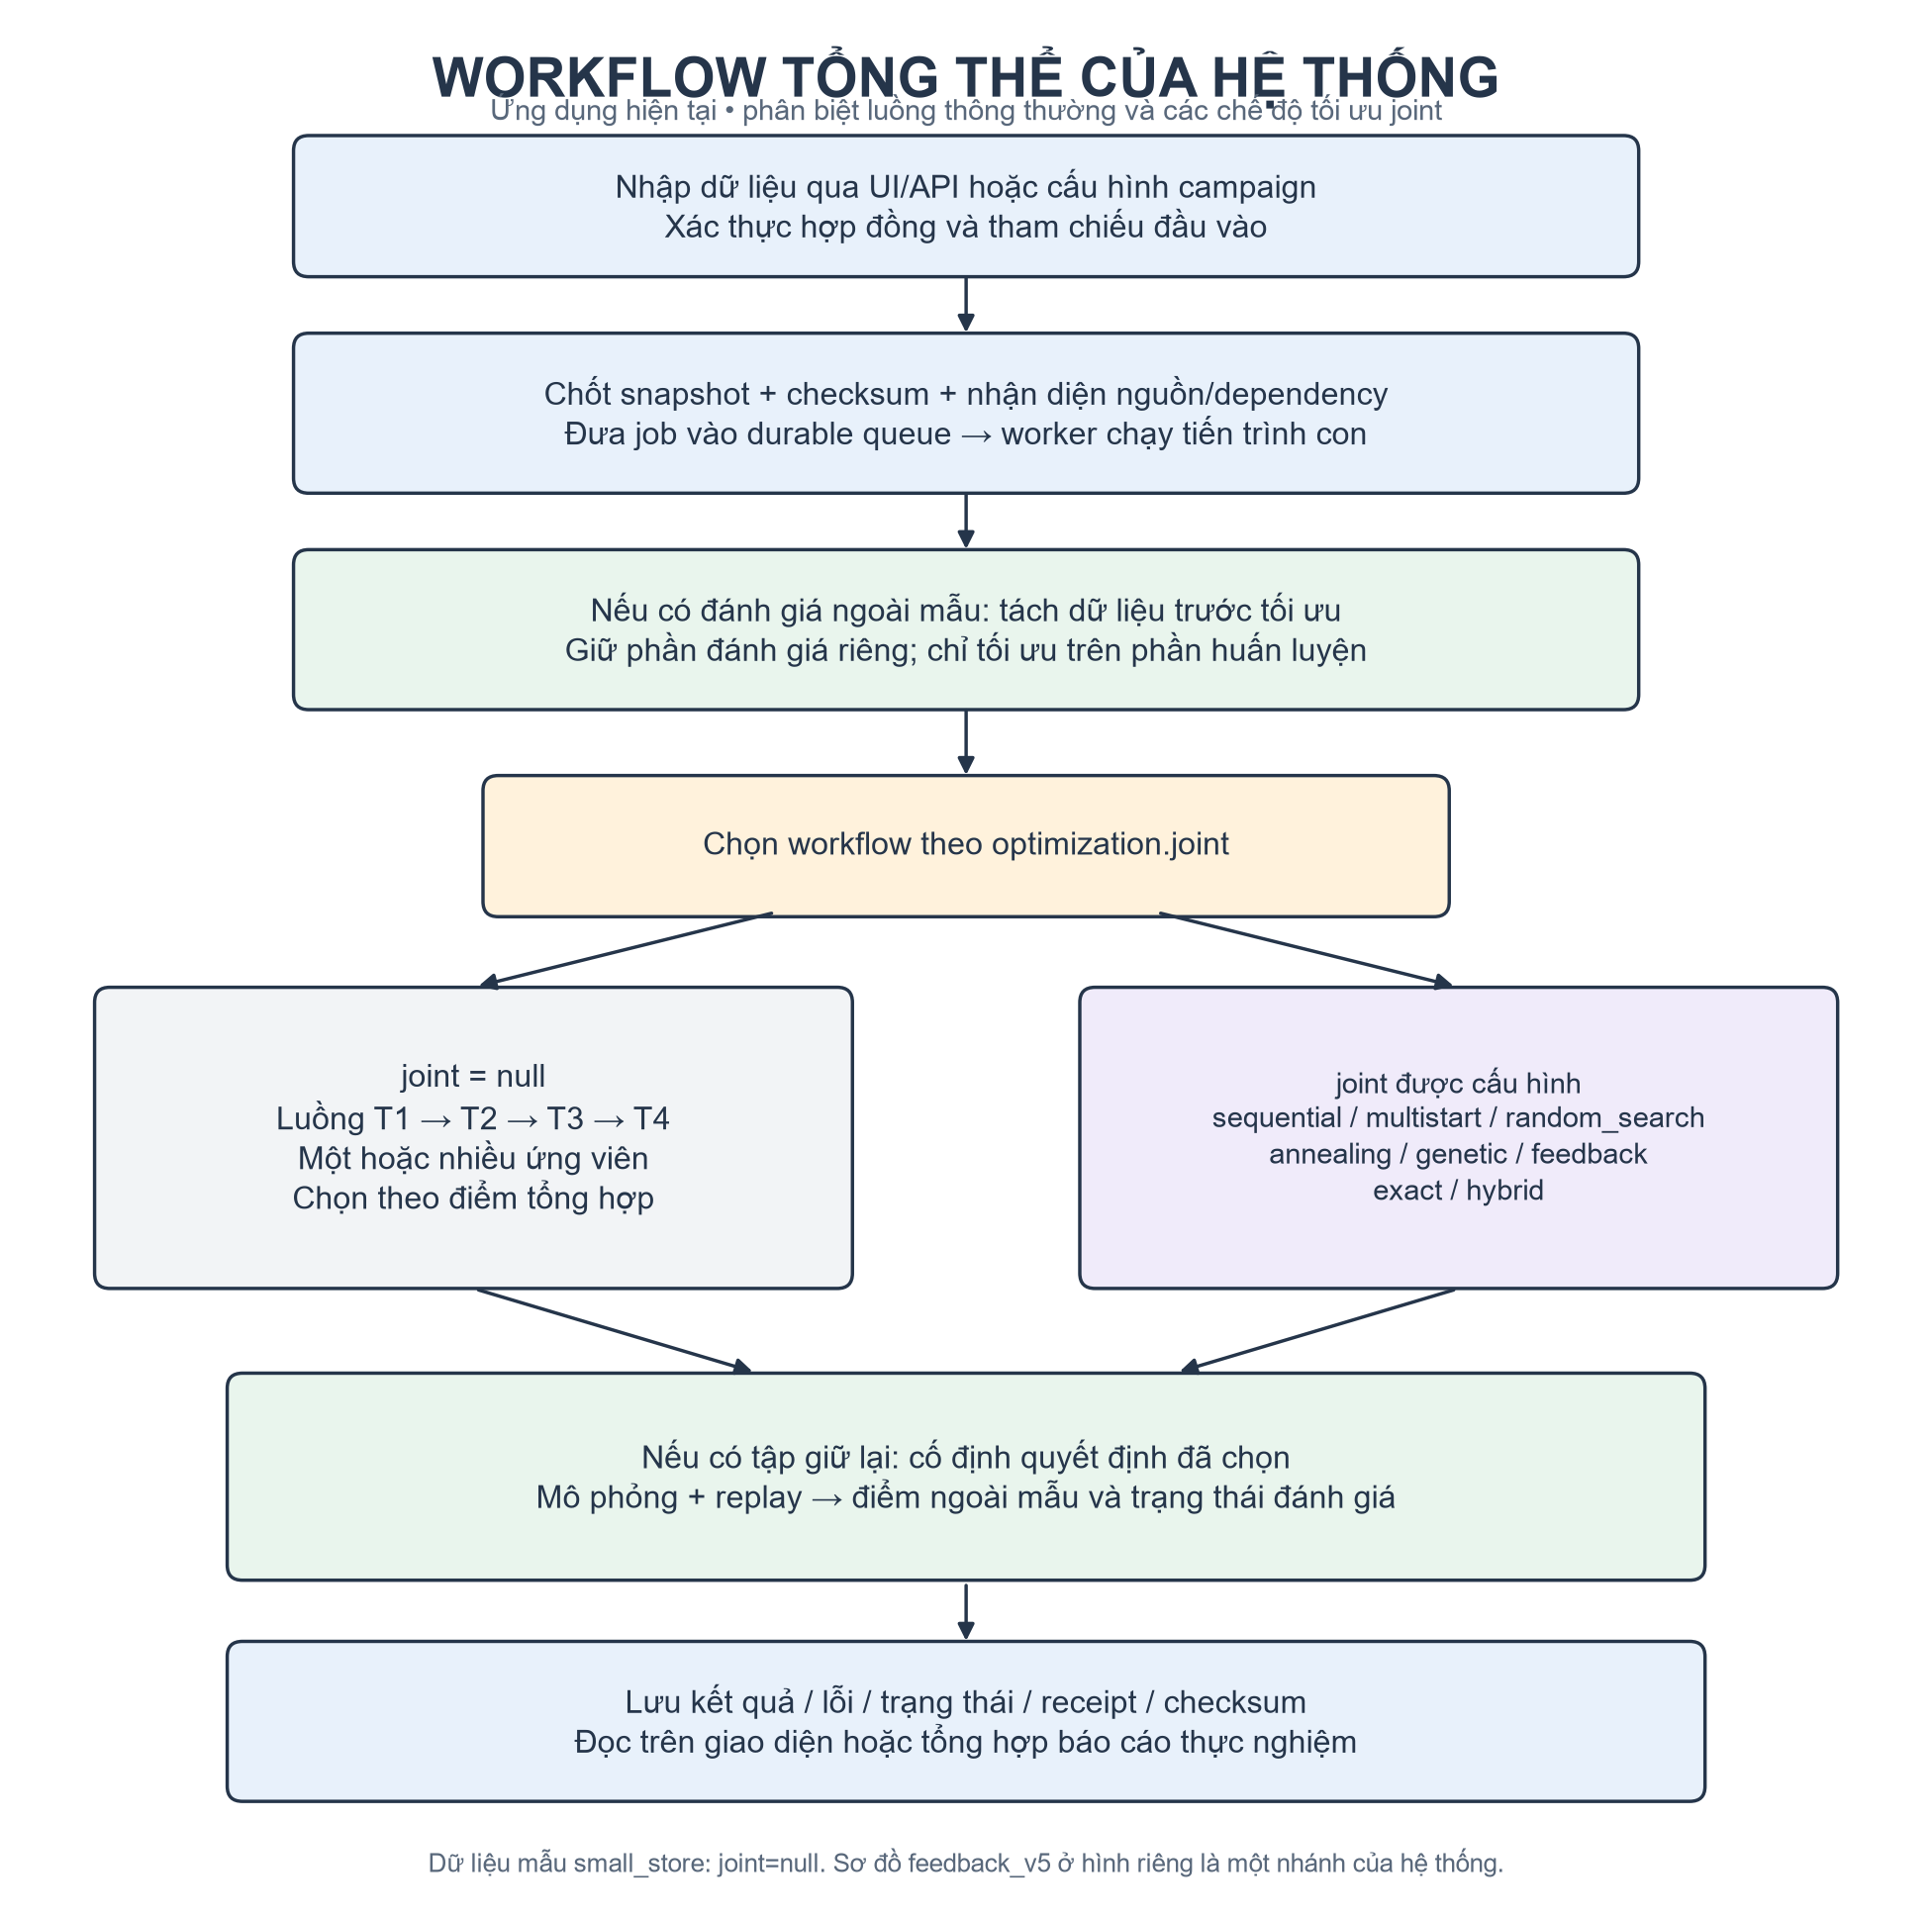 WORKFLOW TỔNG THỂ CỦA HỆ THỐNG
Ứng dụng hiện tại • phân biệt luồng thông thường và các chế độ tối ưu joint
Nhập dữ liệu qua UI/API hoặc cấu hình campaign
Xác thực hợp đồng và tham chiếu đầu vào
Chốt snapshot + checksum + nhận diện nguồn/dependency
Đưa job vào durable queue → worker chạy tiến trình con
Nếu có đánh giá ngoài mẫu: tách dữ liệu trước tối ưu
Giữ phần đánh giá riêng; chỉ tối ưu trên phần huấn luyện
Chọn workflow theo optimization.joint
joint = null
Luồng T1 → T2 → T3 → T4
Một hoặc nhiều ứng viên
Chọn theo điểm tổng hợp
joint được cấu hình
sequential / multistart / random_search
annealing / genetic / feedback
exact / hybrid
Nếu có tập giữ lại: cố định quyết định đã chọn
Mô phỏng + replay → điểm ngoài mẫu và trạng thái đánh giá
Lưu kết quả / lỗi / trạng thái / receipt / checksum
Đọc trên giao diện hoặc tổng hợp báo cáo thực nghiệm
Dữ liệu mẫu small_store: joint=null. Sơ đồ feedback_v5 ở hình riêng là một nhánh của hệ thống.